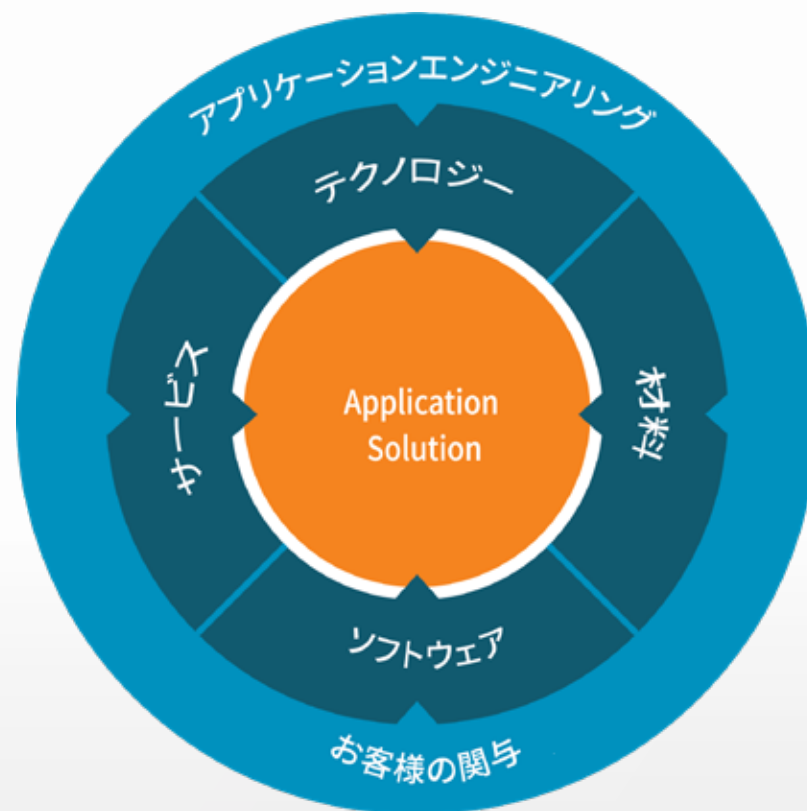 アプリケーションエンジニアリング
テクノロジー
サービス
Application
Solution
材料
ソフトウェア
お客様の関与